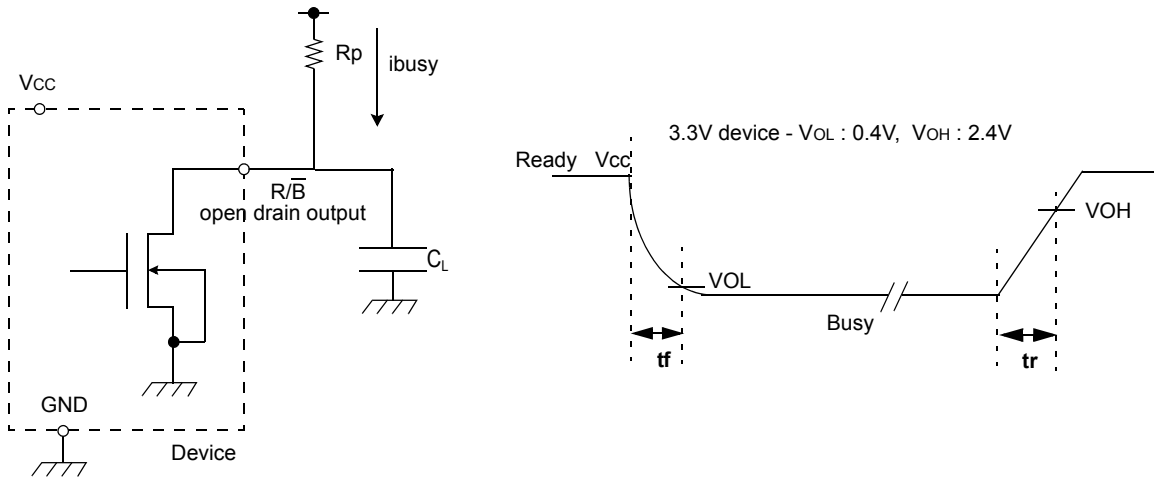 Rp
ibusy
VCC
R/B̅
open drain output
CL
GND
Device
3.3V device - VOL : 0.4V, VOH : 2.4V
Ready Vcc
VOH
VOL
Busy
tf
tr